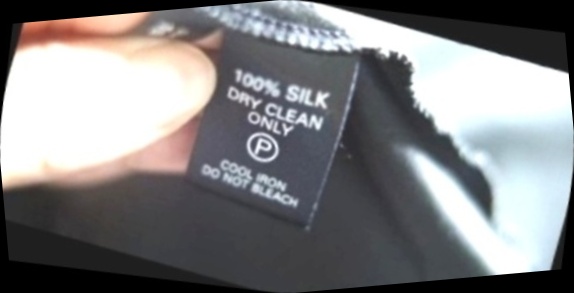 100% SILK
DRY CLEAN
ONLY
P
COOL IRON
DO NOT BLEACH